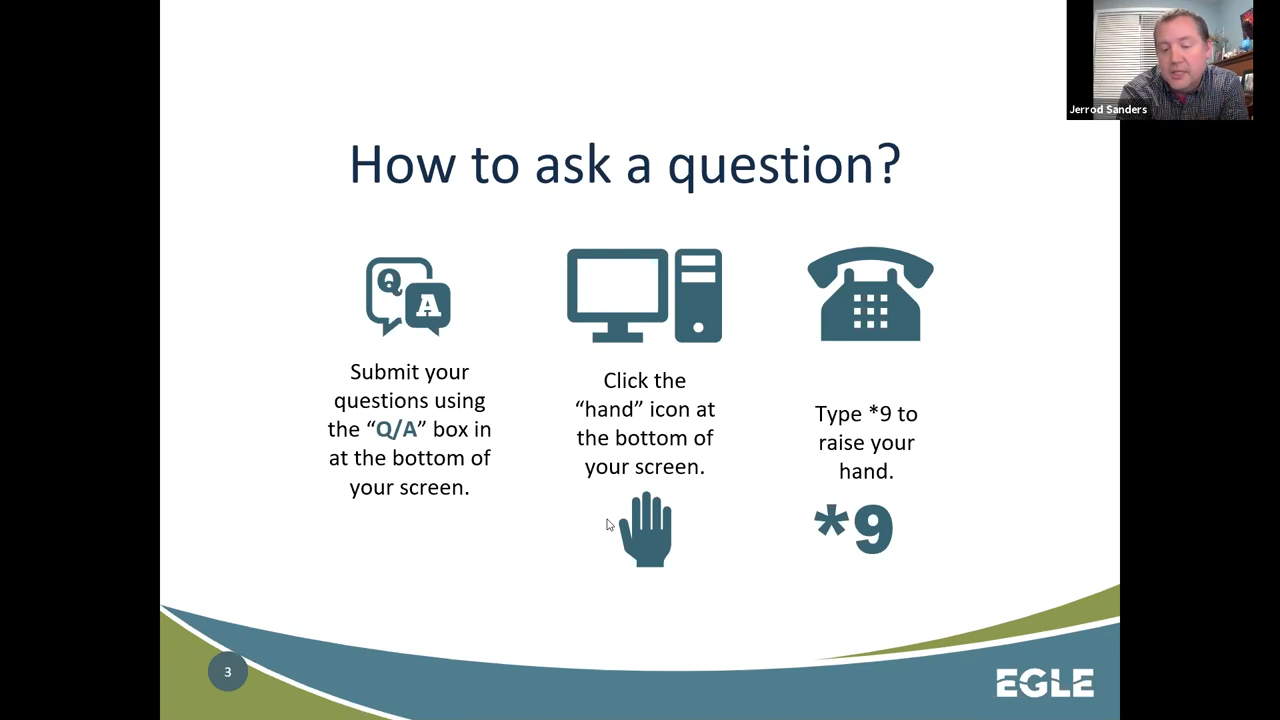 Jerrod Sanders
How to ask a question?
Q
A
Submit your
questions using
the “Q/A” box in
at the bottom of
your screen.
Click the
“hand” icon at
the bottom of
your screen.
Type *9 to
raise your
hand.
*9
3
EGLE